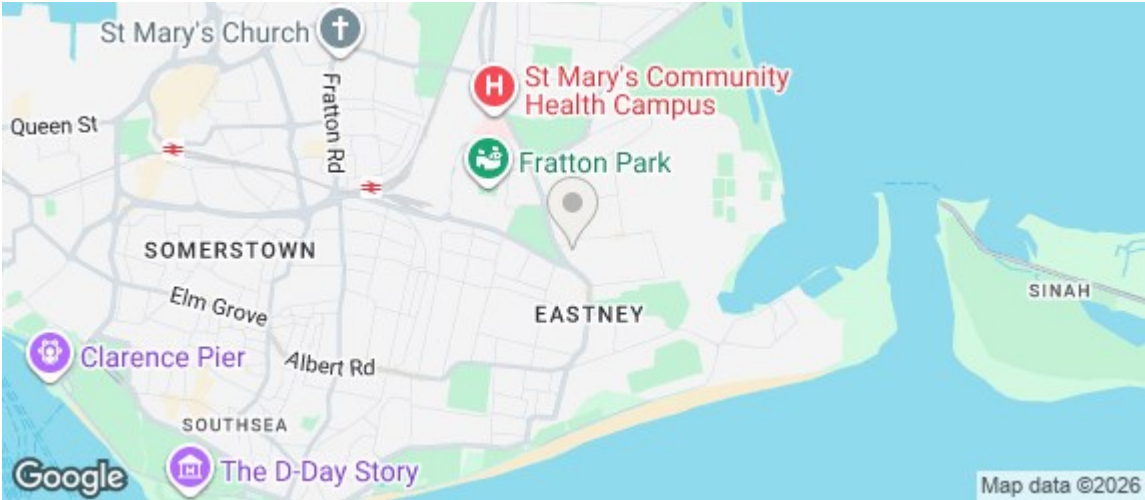 St Mary's Church
H
St Mary's Community
Health Campus
Queen St
Fratton Rd
Fratton Park
SOMERSTOWN
Elm Grove
EASTNEY
SINAH
Clarence Pier
Albert Rd
SOUTHSEA
The D-Day Story
Google
Map data ©2026